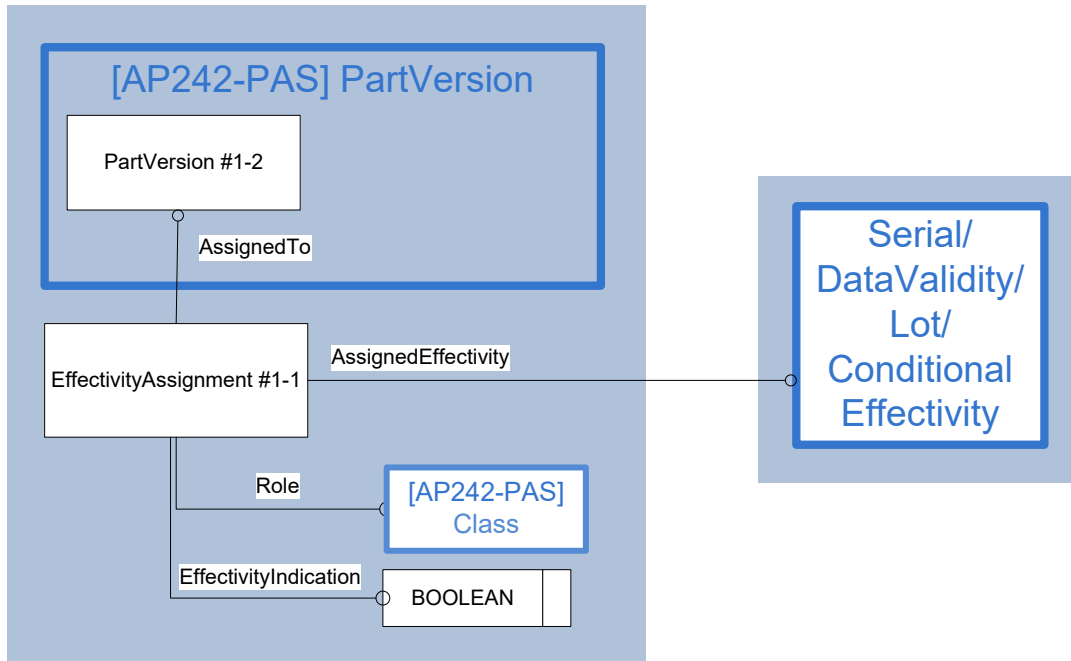 [AP242-PAS] PartVersion
PartVersion #1-2
AssignedTo
EffectivityAssignment #1-1
AssignedEffectivity
Serial/
DataValidity/
Lot/
Conditional
Effectivity
Role
[AP242-PAS]
Class
EffectivityIndication
BOOLEAN